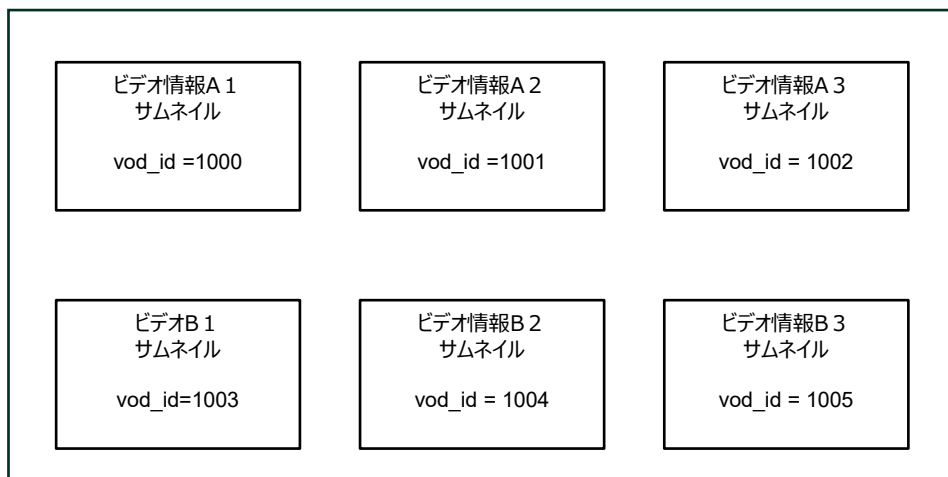 ビデオ情報A１
サムネイル
vod_id =1000
ビデオ情報A２
サムネイル
vod_id =1001
ビデオ情報A３
サムネイル
vod_id = 1002
ビデオB１
サムネイル
vod_id=1003
ビデオ情報B２
サムネイル
vod_id = 1004
ビデオ情報B３
サムネイル
vod_id = 1005